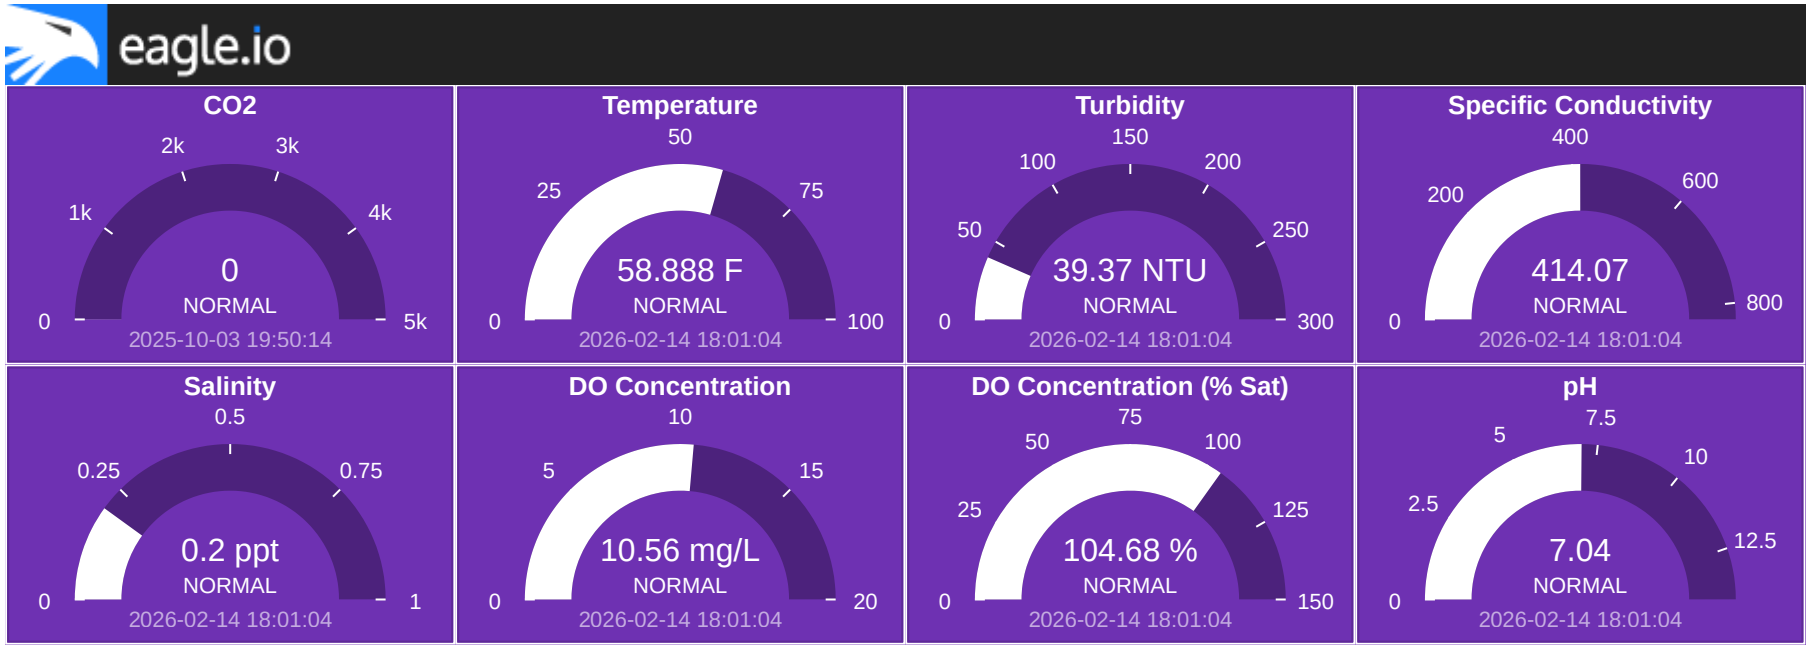 eagle.io
CO2
0
1k
2k
3k
4k
5k
0
NORMAL
2025-10-03 19:50:14
Temperature
0
25
50
75
100
58.888 F
NORMAL
2026-02-14 18:01:04
Turbidity
0
50
100
150
200
250
300
39.37 NTU
NORMAL
2026-02-14 18:01:04
Specific Conductivity
0
200
400
600
800
414.07
NORMAL
2026-02-14 18:01:04
Salinity
0
0.25
0.5
0.75
1
0.2 ppt
NORMAL
2026-02-14 18:01:04
DO Concentration
0
5
10
15
20
10.56 mg/L
NORMAL
2026-02-14 18:01:04
DO Concentration (% Sat)
0
25
50
75
100
125
150
104.68 %
NORMAL
2026-02-14 18:01:04
pH
0
2.5
5
7.5
10
12.5
7.04
NORMAL
2026-02-14 18:01:04